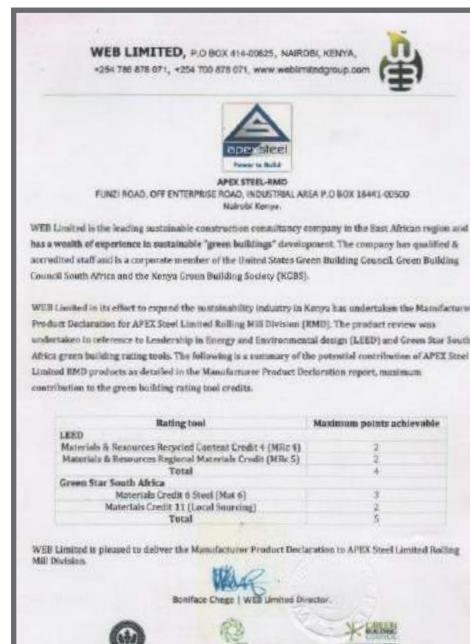 WEB LIMITED, P.O BOX 414-00625, NAIROBI, KENYA,
+254 786 878 071, +254 700 878 071, www.weblimitedgroup.com
apex steel
Power to Build
APEX STEEL-RMD
FUNZI ROAD, OFF ENTERPRISE ROAD, INDUSTRIAL AREA P.O BOX 18441-00500
Nairobi Kenya.
WEB Limited is the leading sustainable construction consultancy company in the East African region and
has a wealth of experience in sustainable "green buildings" development. The company has qualified &
accredited staff and is a corporate member of the United States Green Building Council, Green Building
Council South Africa and the Kenya Green Building Society (KGBS).
WEB Limited in its effort to expand the sustainability industry in Kenya has undertaken the Manufacturer
Product Declaration for APEX Steel Limited Rolling Mill Division (RMD). The product review was
undertaken in reference to Leadership in Energy and Environmental design (LEED) and Green Star South
Africa green building rating tools. The following is a summary of the potential contribution of APEX Steel
Limited RMD products as detailed in the Manufacturer Product Declaration report, maximum
contribution to the green building rating tool credits.
Rating tool Maximum points achievable
LEED
Materials & Resources Recycled Content Credit 4 (MRc 4) 2
Materials & Resources Regional Materials Credit (MRc 5) 2
Total 4
Green Star South Africa
Materials Credit 6 Steel (Mat 6) 3
Materials Credit 11 (Local Sourcing) 2
Total 5
WEB Limited is pleased to deliver the Manufacturer Product Declaration to APEX Steel Limited Rolling
Mill Division.
Boniface Chege | WEB Limited Director.
GREEN
BUILDING
COUNCIL